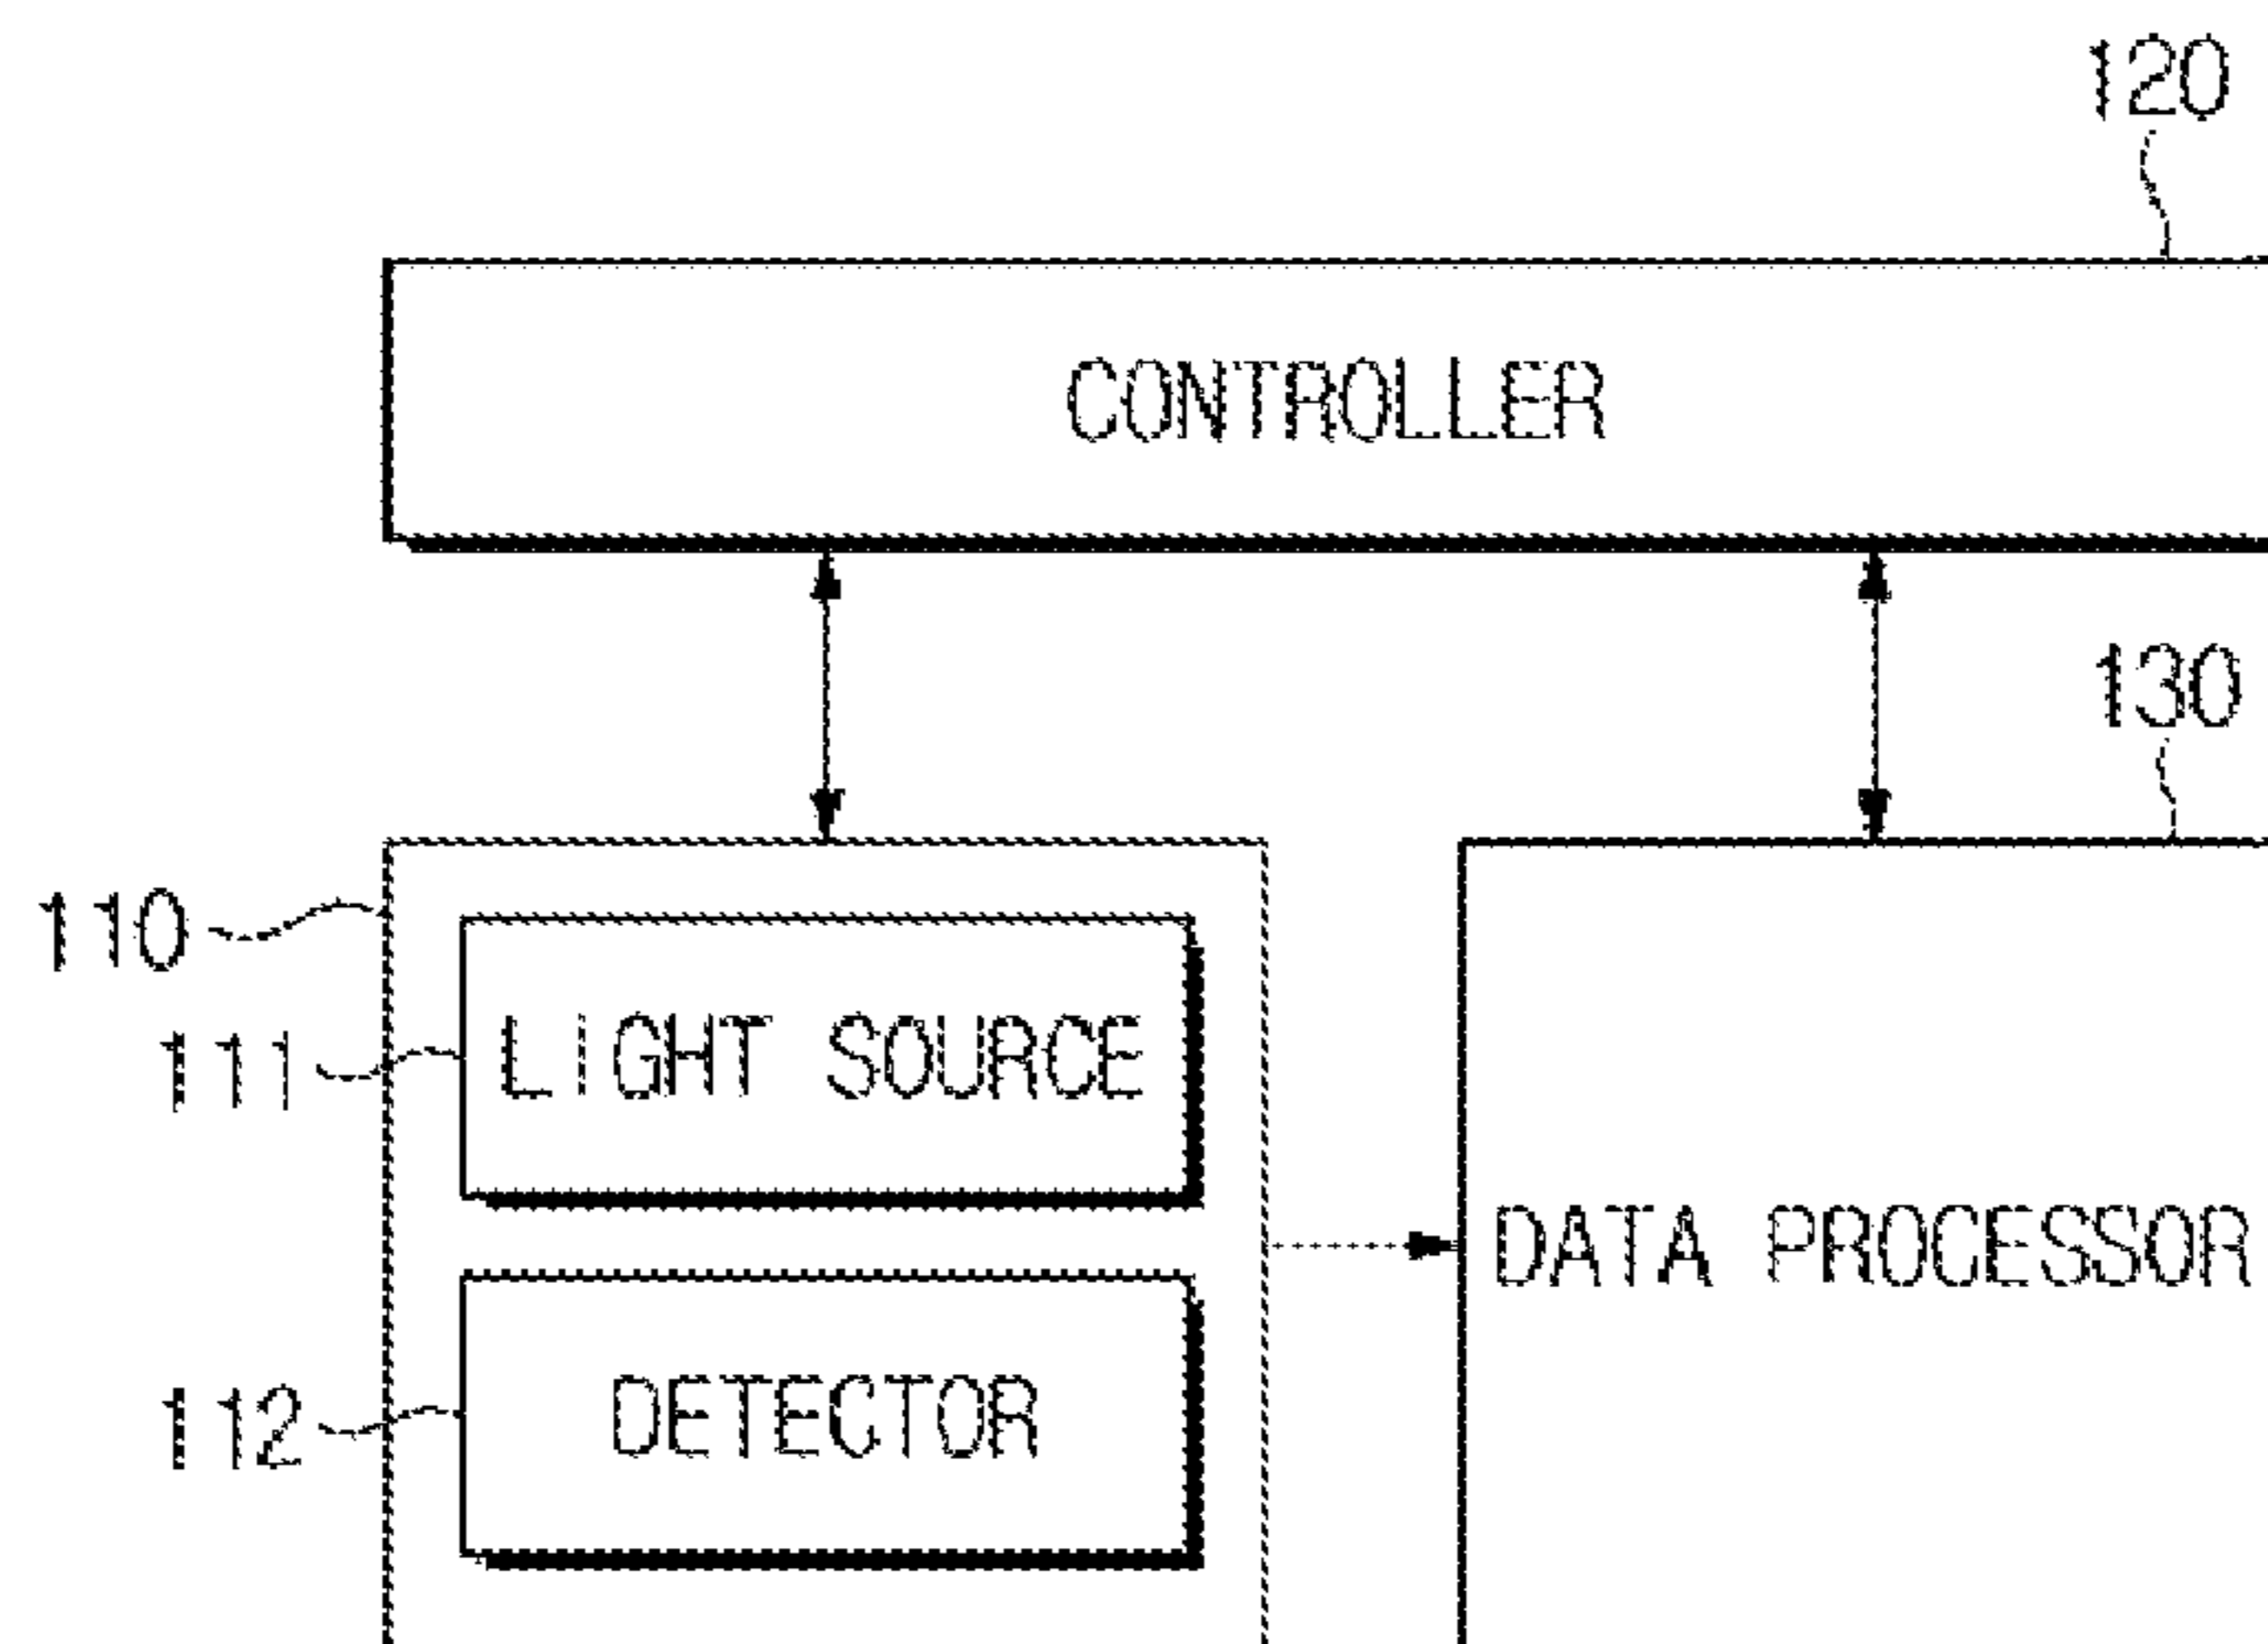 120
CONTROLLER
130
110
111
LIGHT SOURCE
DATA PROCESSOR
112
DETECTOR